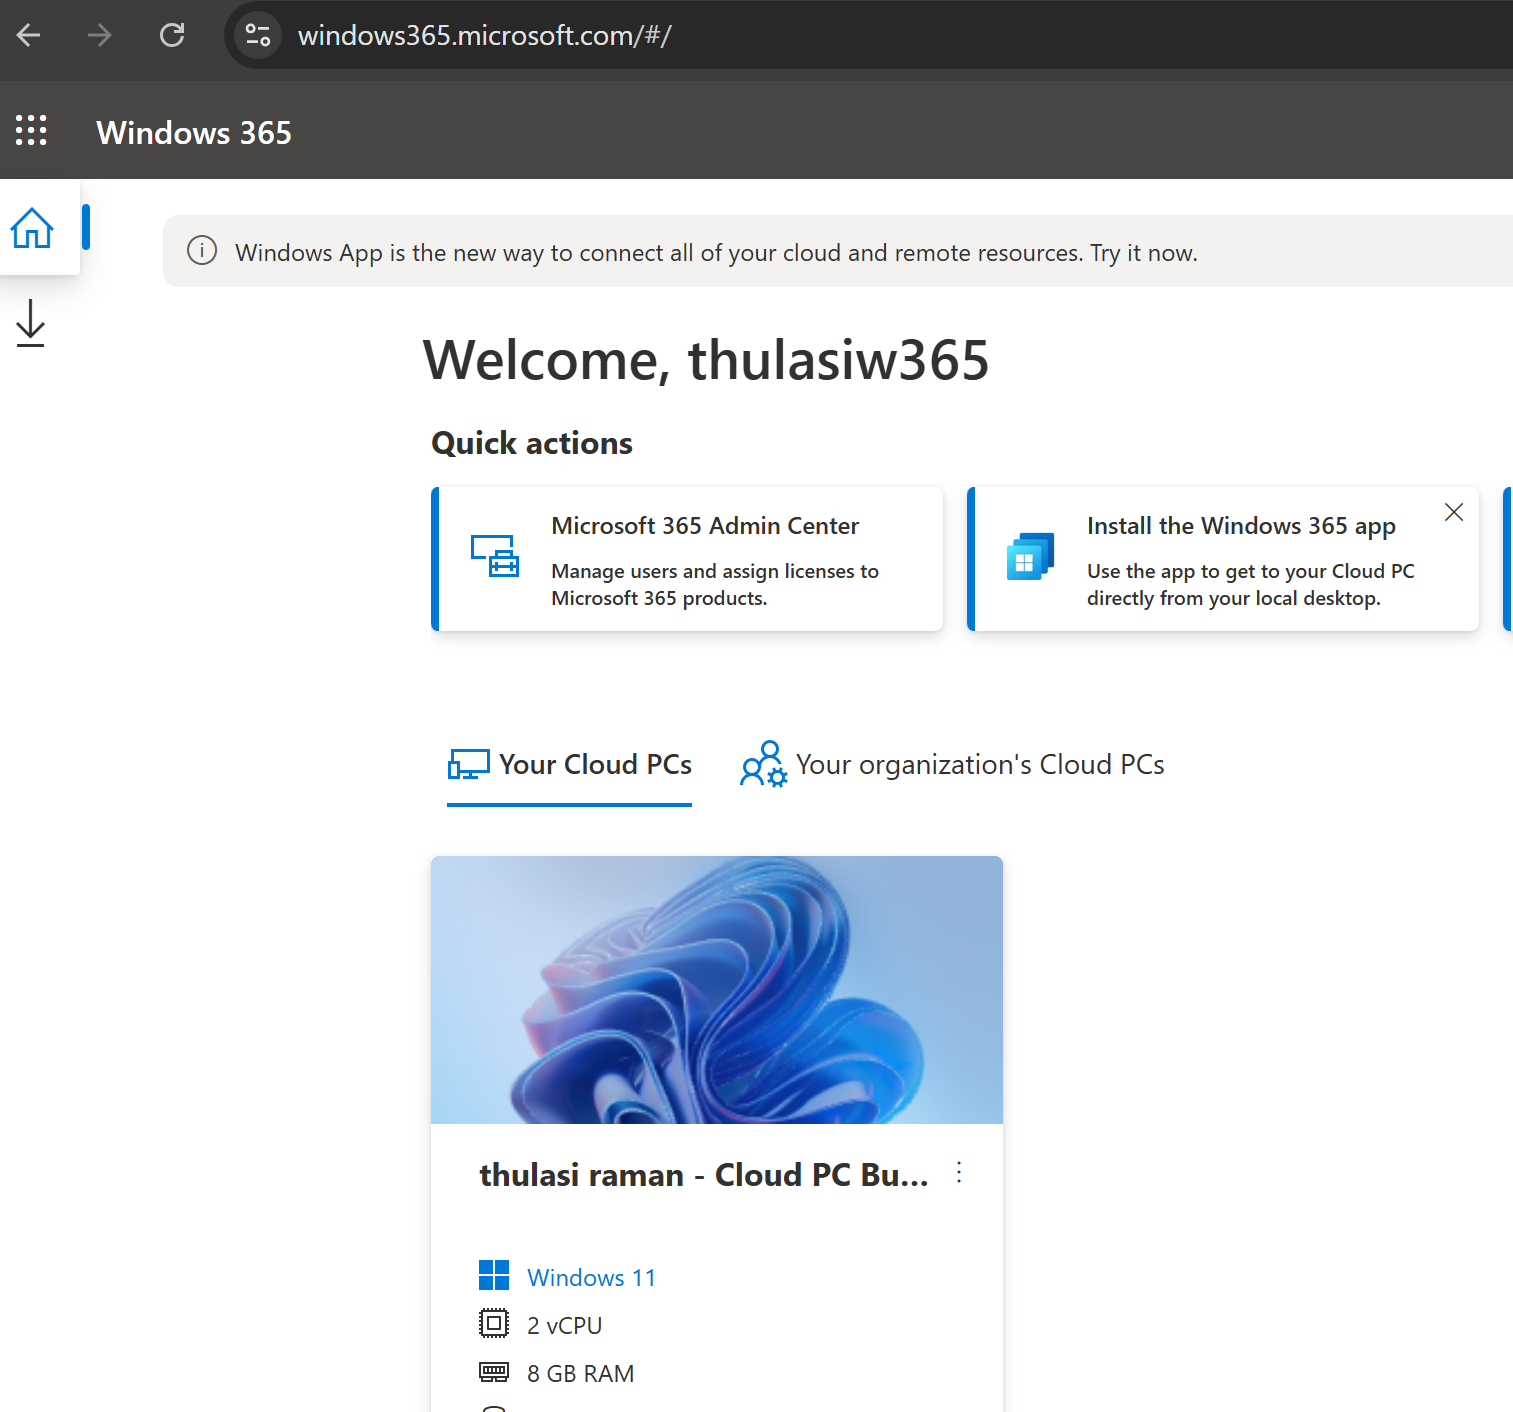 windows365.microsoft.com/#/
Windows 365
Windows App is the new way to connect all of your cloud and remote resources. Try it now.
Welcome, thulasiw365
Quick actions
Microsoft 365 Admin Center
Manage users and assign licenses to
Microsoft 365 products.
Install the Windows 365 app
Use the app to get to your Cloud PC
directly from your local desktop.
Your Cloud PCs
Your organization's Cloud PCs
thulasi raman - Cloud PC Bu...
Windows 11
2 vCPU
8 GB RAM